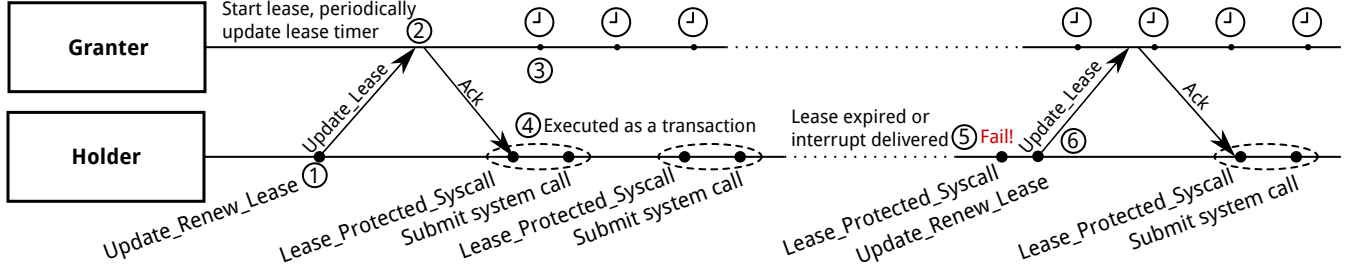 Start lease, periodically
update lease timer
Granter
②
③
Update_Lease
Ack
Update_Lease
Ack
Holder
④ Executed as a transaction
Lease expired or
interrupt delivered ⑤ Fail!
①
⑥
Update_Renew_Lease
Lease_Protected_Syscall
Submit system call
Lease_Protected_Syscall
Submit system call
Lease_Protected_Syscall
Update_Renew_Lease
Lease_Protected_Syscall
Submit system call